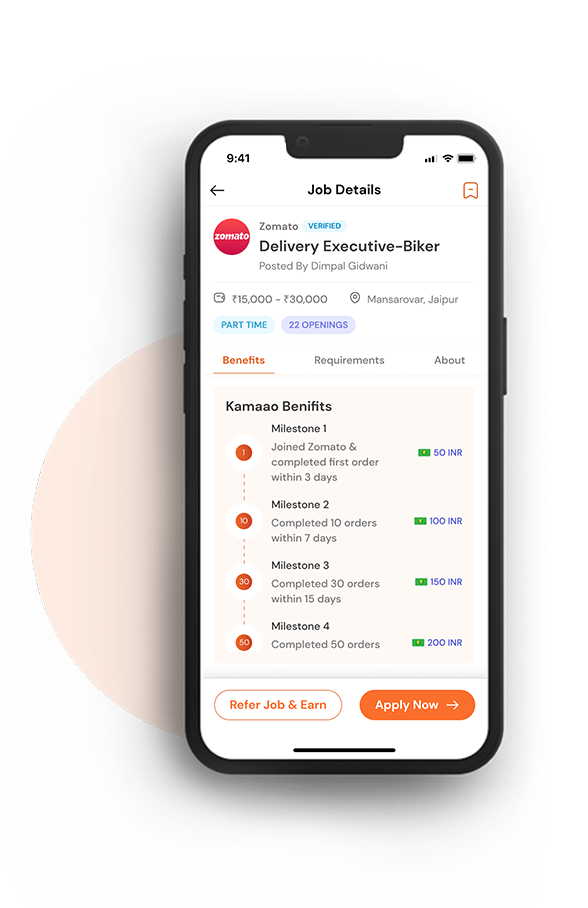 9:41
Job Details
zomato
Zomato VERIFIED
Delivery Executive-Biker
Posted By Dimpal Gidwani
₹15,000 - ₹30,000 Mansarovar, Jaipur
PART TIME 22 OPENINGS
Benefits Requirements About
Kamaao Benifits
Milestone 1
1 Joined Zomato & 50 INR
completed first order
within 3 days
Milestone 2
10 Completed 10 orders 100 INR
within 7 days
Milestone 3
30 Completed 30 orders 150 INR
within 15 days
Milestone 4
50 Completed 50 orders 200 INR
Refer Job & Earn Apply Now →